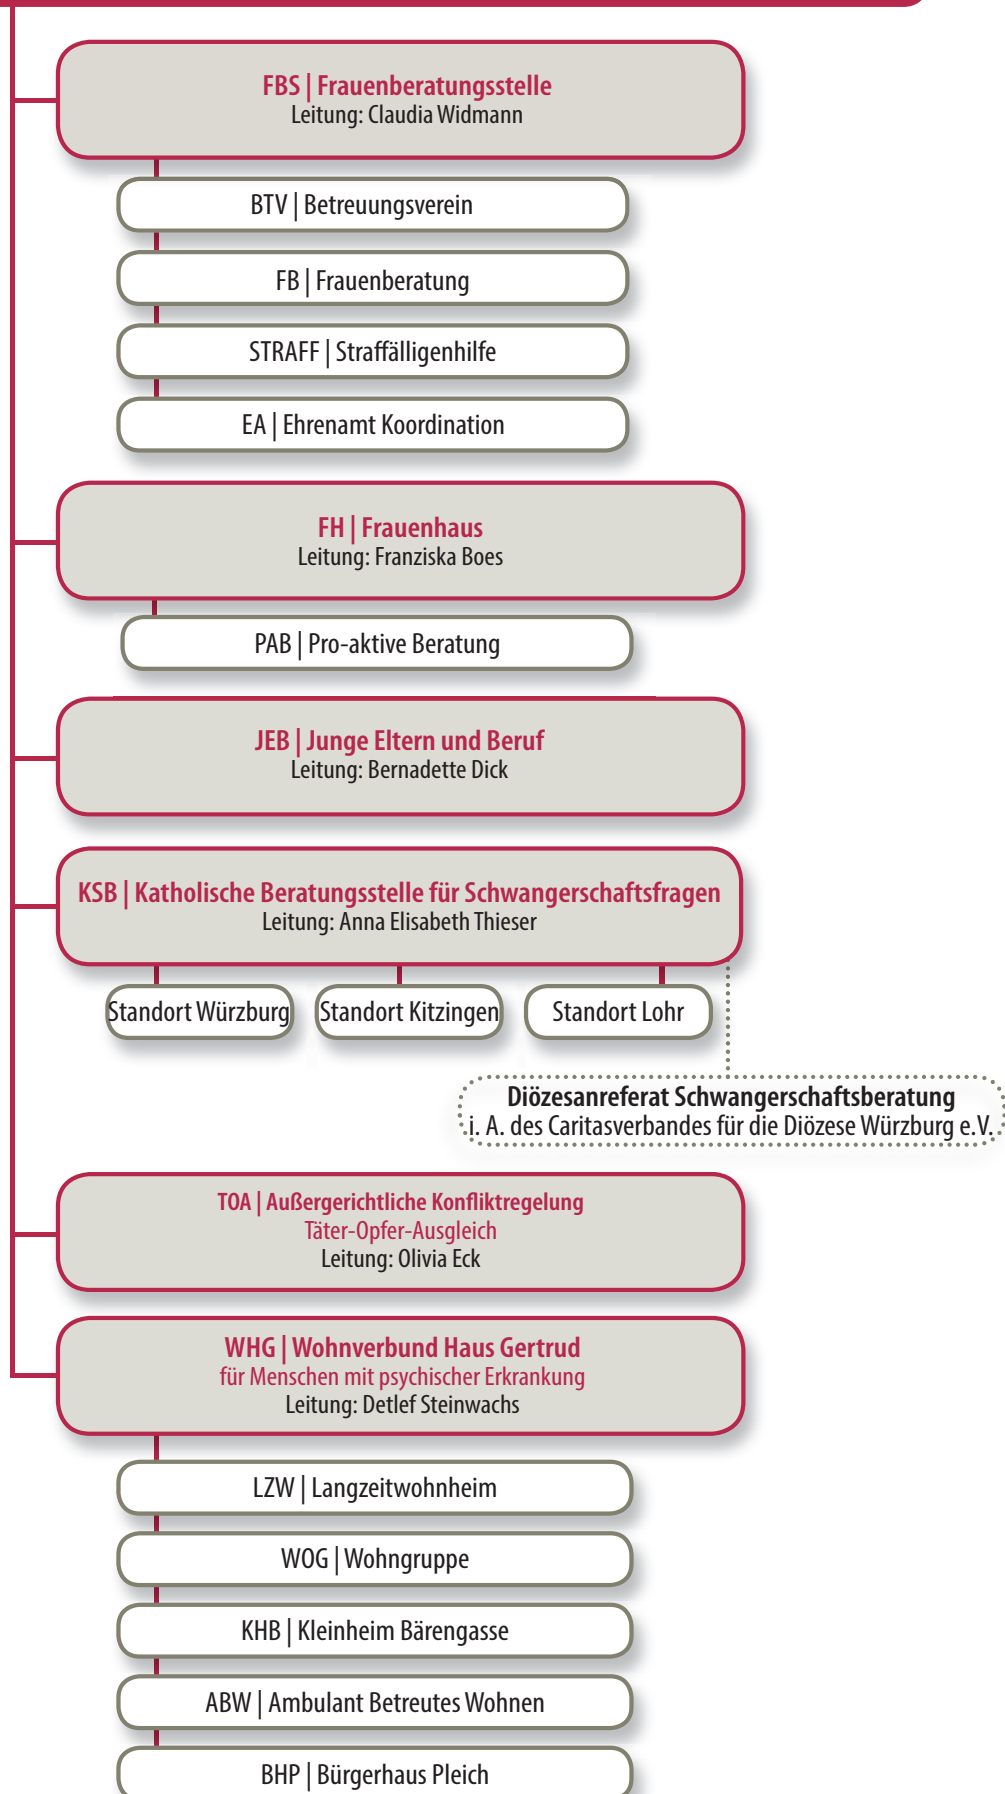 FBS | Frauenberatungsstelle
Leitung: Claudia Widmann
BTV | Betreuungsverein
FB | Frauenberatung
STRAFF | Straffälligenhilfe
EA | Ehrenamt Koordination
FH | Frauenhaus
Leitung: Franziska Boes
PAB | Pro-aktive Beratung
JEB | Junge Eltern und Beruf
Leitung: Bernadette Dick
KSB | Katholische Beratungsstelle für Schwangerschaftsfragen
Leitung: Anna Elisabeth Thieser
Standort Würzburg
Standort Kitzingen
Standort Lohr
Diözesanreferat Schwangerschaftsberatung
i. A. des Caritasverbandes für die Diözese Würzburg e.V.
TOA | Außergerichtliche Konfliktregelung
Täter-Opfer-Ausgleich
Leitung: Olivia Eck
WHG | Wohnverbund Haus Gertrud
für Menschen mit psychischer Erkrankung
Leitung: Detlef Steinwachs
LZW | Langzeitwohnheim
WOG | Wohngruppe
KHB | Kleinheim Bärengasse
ABW | Ambulant Betreutes Wohnen
BHP | Bürgerhaus Pleich